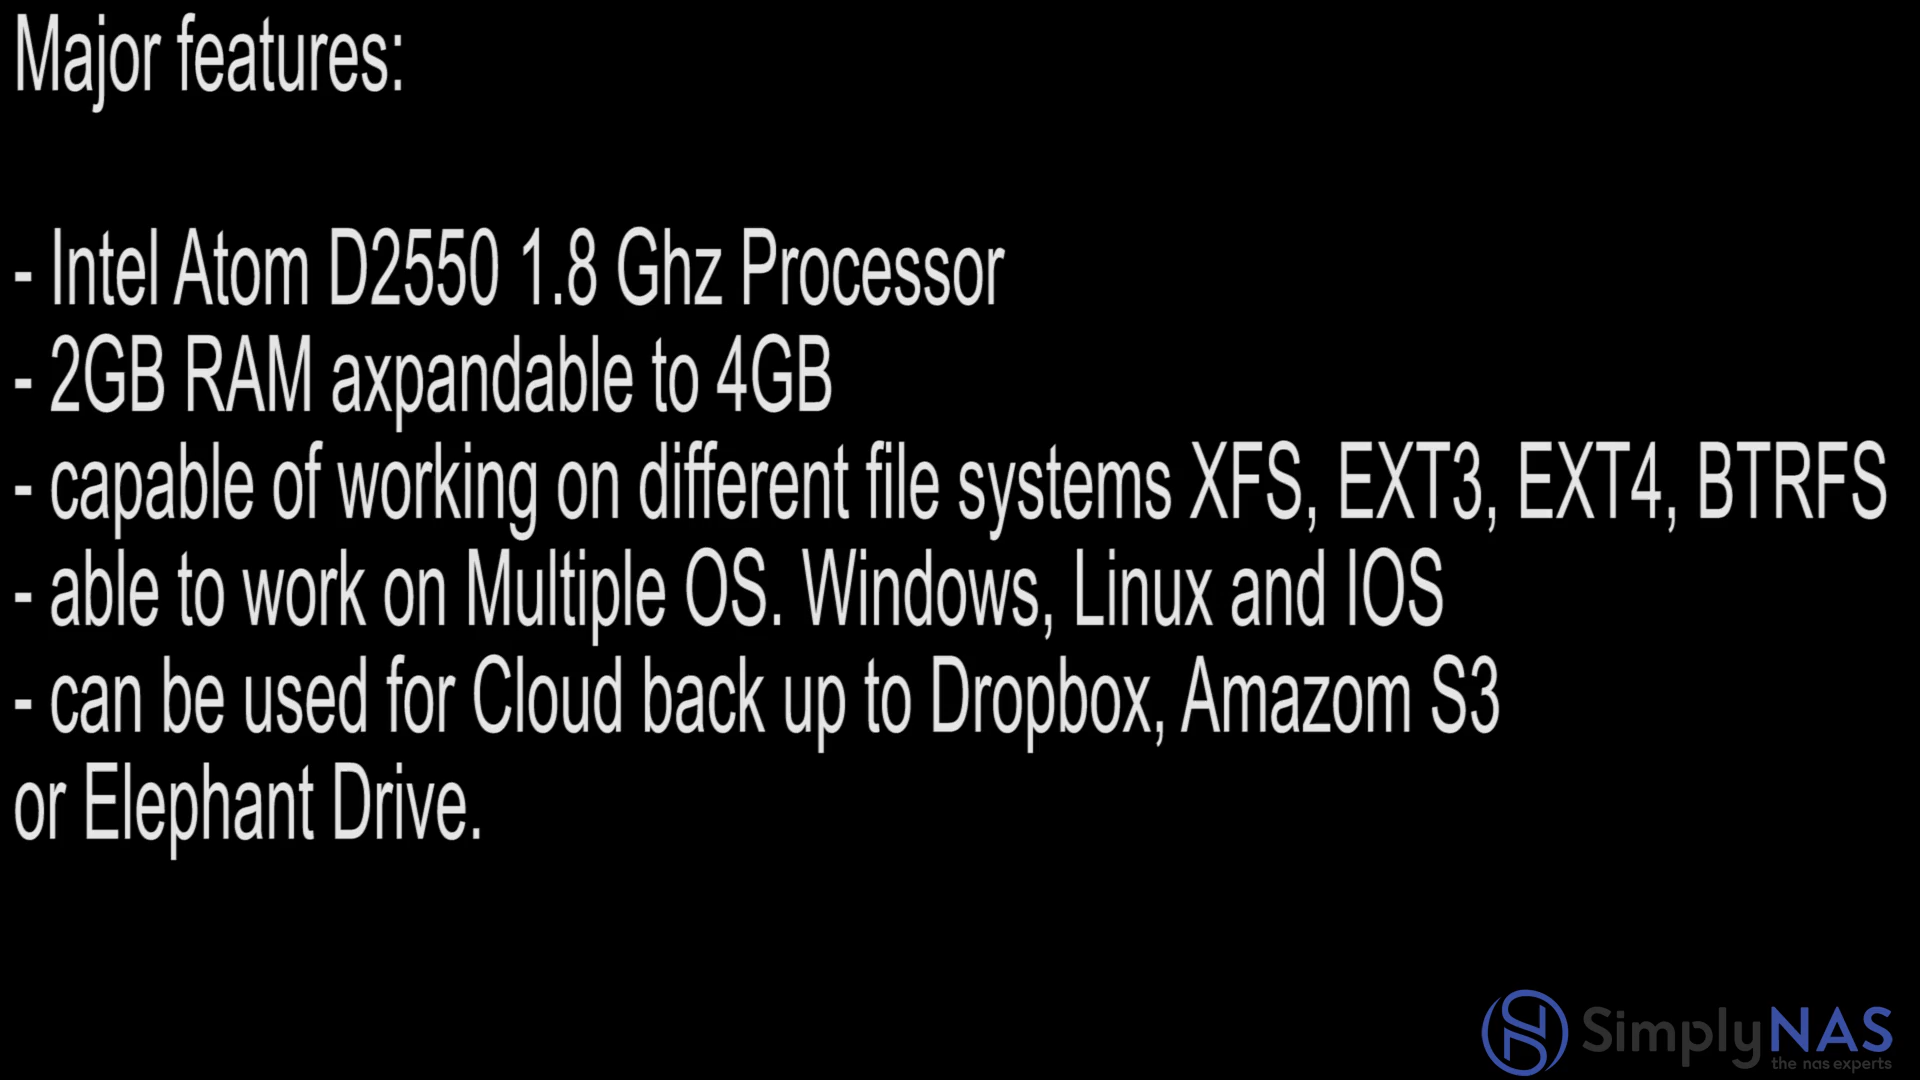 Major features:
- Intel Atom D2550 1.8 Ghz Processor
- 2GB RAM axpandable to 4GB
- capable of working on different file systems XFS, EXT3, EXT4, BTRFS
- able to work on Multiple OS. Windows, Linux and IOS
- can be used for Cloud back up to Dropbox, Amazom S3
or Elephant Drive.
SimplyNAS
the nas experts